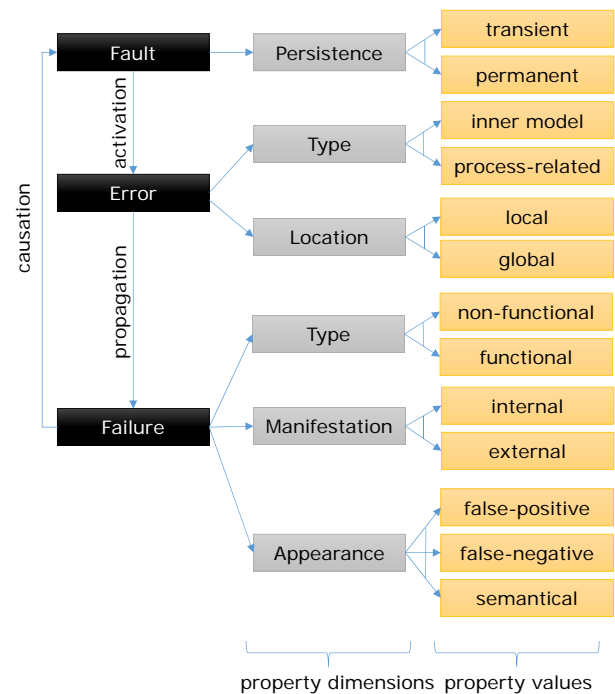 Fault
Persistence
transient
permanent
activation
Error
Type
inner model
process-related
Location
local
global
causation
propagation
Failure
Type
non-functional
functional
Manifestation
internal
external
Appearance
false-positive
false-negative
semantical
property dimensions
property values